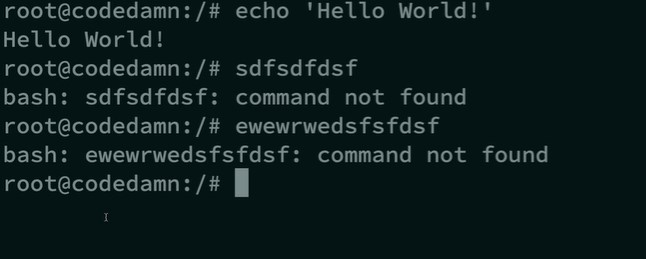 root@codedamn:/# echo 'Hello World!'
Hello World!
root@codedamn:/# sdfsdfdsf
bash: sdfsdfdsf: command not found
root@codedamn:/# ewewrwedsfsfdsf
bash: ewewrwedsfsfdsf: command not found
root@codedamn:/#